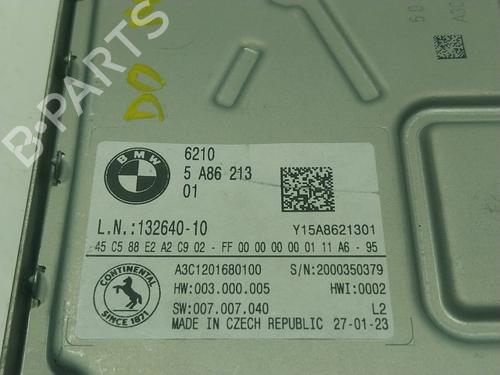 DO
A3C
B-PARTS
BMW
6210
5 A86 213
01
L.N.:132640-10
Y15A8621301
45 C5 88 E2 A2 C9 02 - FF 00 00 00 00 01 11 A6 - 95
CONTINENTAL
SINCE 1871
A3C1201680100
S/N:2000350379
HW:003.000.005
HWI:0002
SW:007.007.040
L2
MADE IN CZECH REPUBLIC
27-01-23